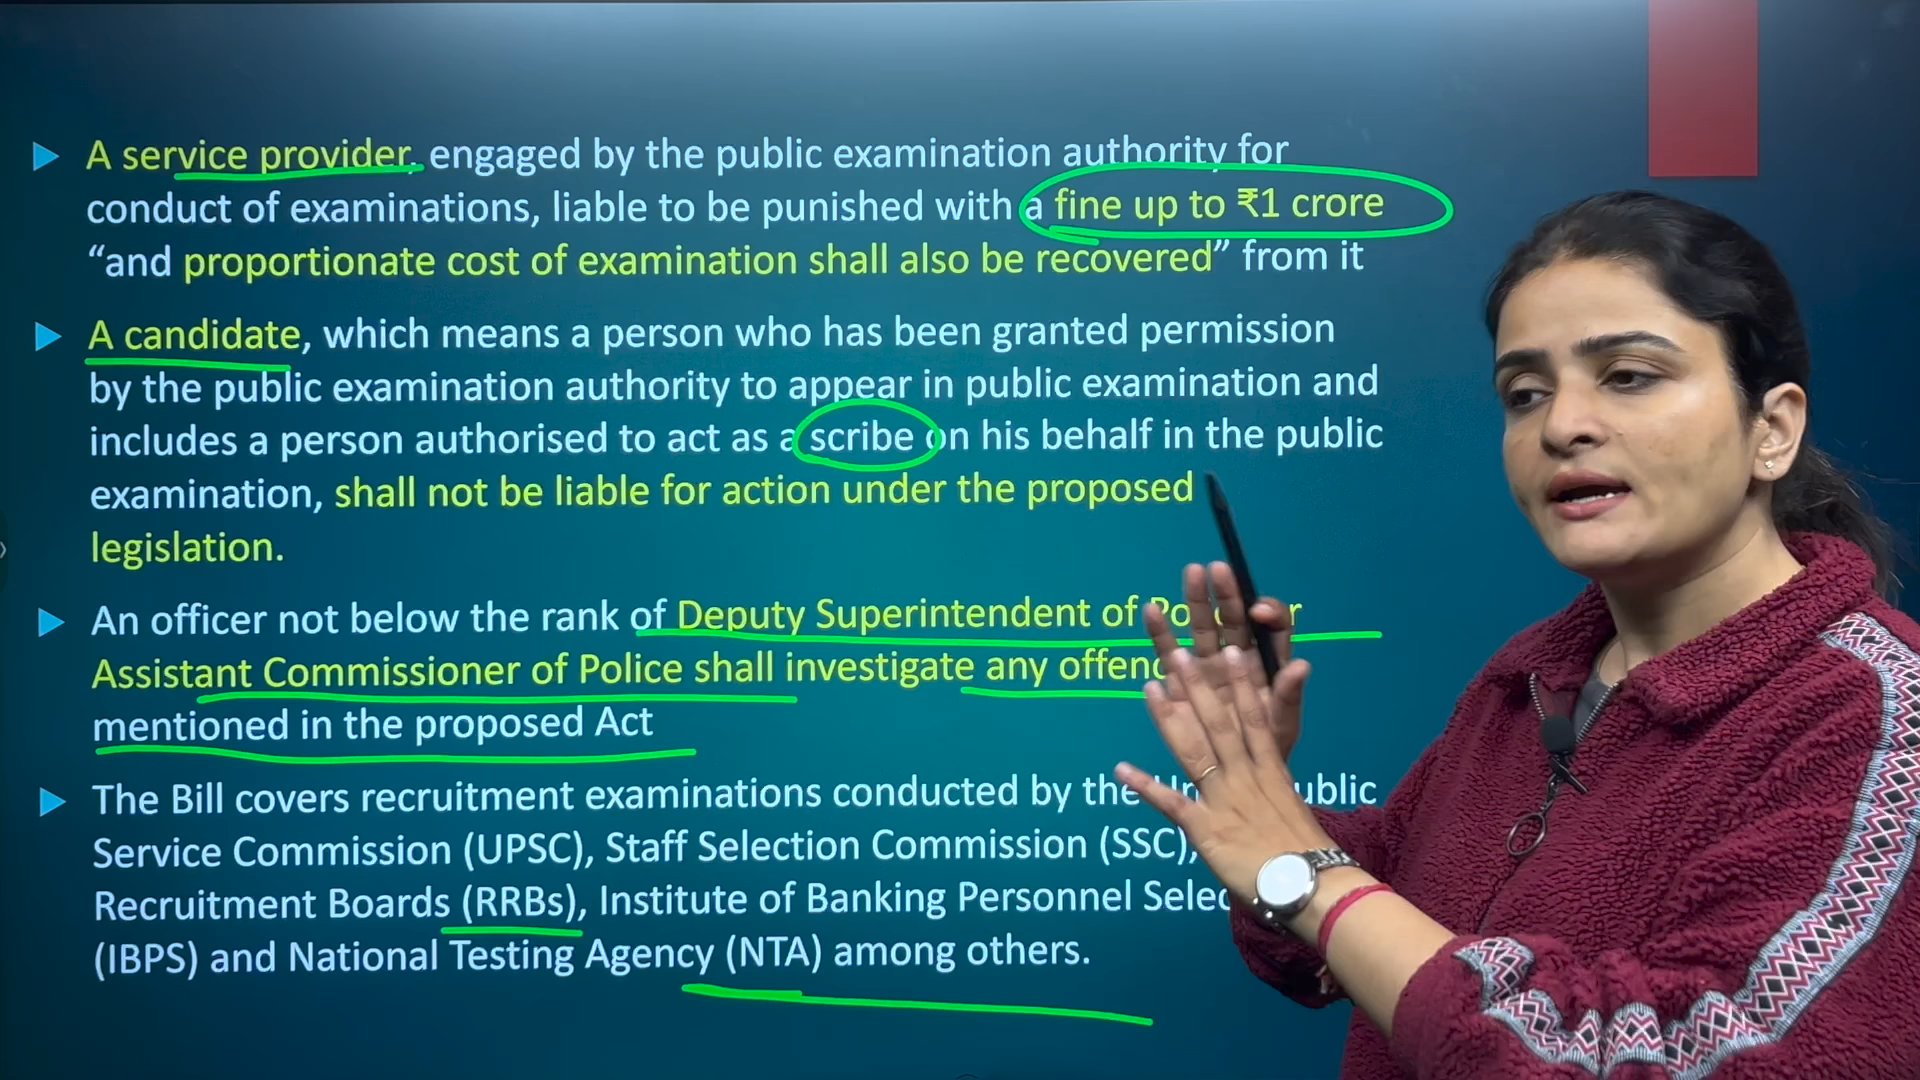 A service provider, engaged by the public examination authority for
conduct of examinations, liable to be punished with a fine up to ₹1 crore
“and proportionate cost of examination shall also be recovered” from it
A candidate, which means a person who has been granted permission
by the public examination authority to appear in public examination and
includes a person authorised to act as a scribe on his behalf in the public
examination, shall not be liable for action under the proposed
legislation.
An officer not below the rank of Deputy Superintendent of
Assistant Commissioner of Police shall investigate any
mentioned in the proposed Act
The Bill covers recruitment examinations conducted by the
Service Commission (UPSC), Staff Selection Commission (SSC),
Recruitment Boards (RRBs), Institute of Banking Personnel
(IBPS) and National Testing Agency (NTA) among others.